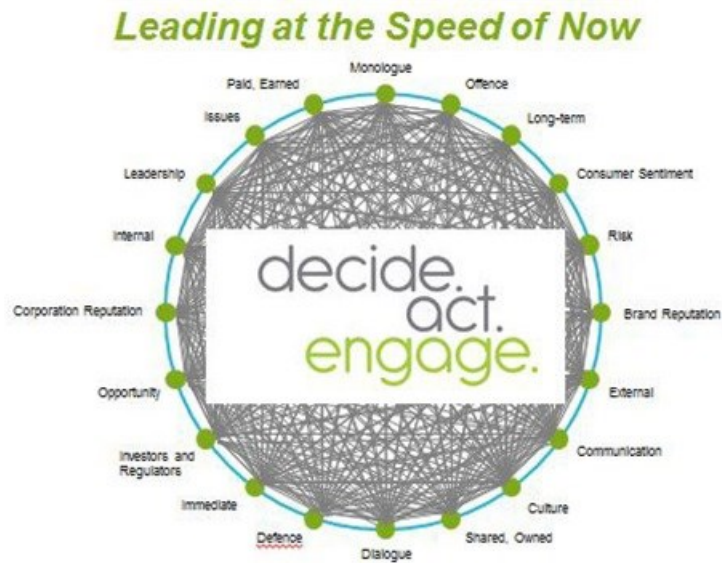 Leading at the Speed of Now
Monologue
Paid, Earned
Offence
Issues
Long-term
Leadership
Consumer Sentiment
Internal
Risk
decide.
act.
engage.
Corporation Reputation
Brand Reputation
Opportunity
External
Investors and
Regulators
Communication
Immediate
Culture
Defence
Shared, Owned
Dialogue